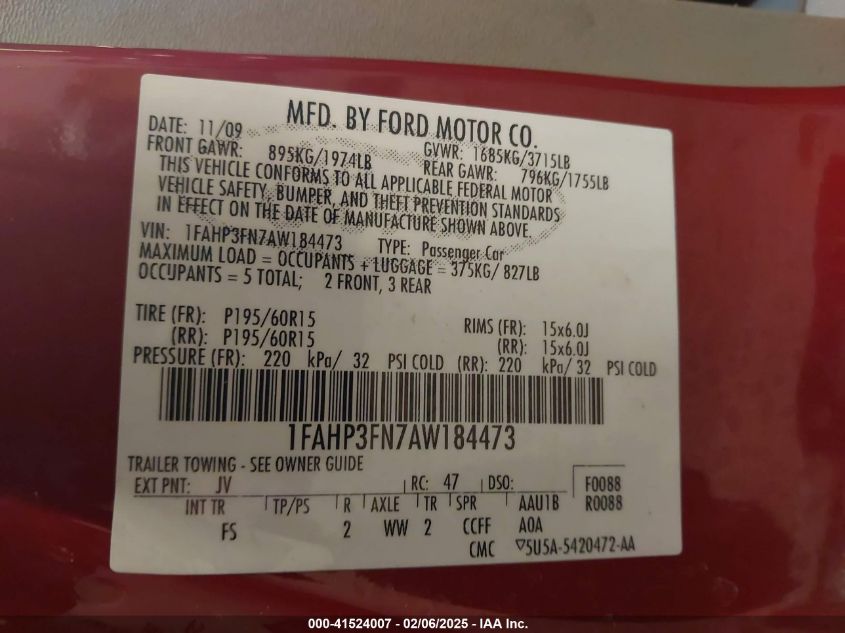 MFD. BY FORD MOTOR CO.
DATE: 11/09 GVWR: 1685KG/3715LB
FRONT GAWR: 895KG/1974LB REAR GAWR: 796KG/1755LB
THIS VEHICLE CONFORMS TO ALL APPLICABLE FEDERAL MOTOR
VEHICLE SAFETY, BUMPER, AND THEFT PREVENTION STANDARDS
IN EFFECT ON THE DATE OF MANUFACTURE SHOWN ABOVE.
VIN: 1FAHP3FN7AW184473 TYPE: Passenger Car
MAXIMUM LOAD = OCCUPANTS + LUGGAGE = 375KG/ 827LB
OCCUPANTS = 5 TOTAL; 2 FRONT, 3 REAR
TIRE (FR): P195/60R15 RIMS (FR): 15x6.0J
(RR): P195/60R15 (RR): 15x6.0J
PRESSURE (FR): 220 kPa/ 32 PSI COLD (RR): 220 kPa/ 32 PSI COLD
1FAHP3FN7AW184473
TRAILER TOWING - SEE OWNER GUIDE
EXT PNT: JV RC: 47 DSO: F0088
INT TR TP/PS R AXLE TR SPR AAU1B R0088
FS 2 WW 2 CCFF AOA
CMC ▽5U5A-5420472-AA
000-41524007 - 02/06/2025 - IAA Inc.